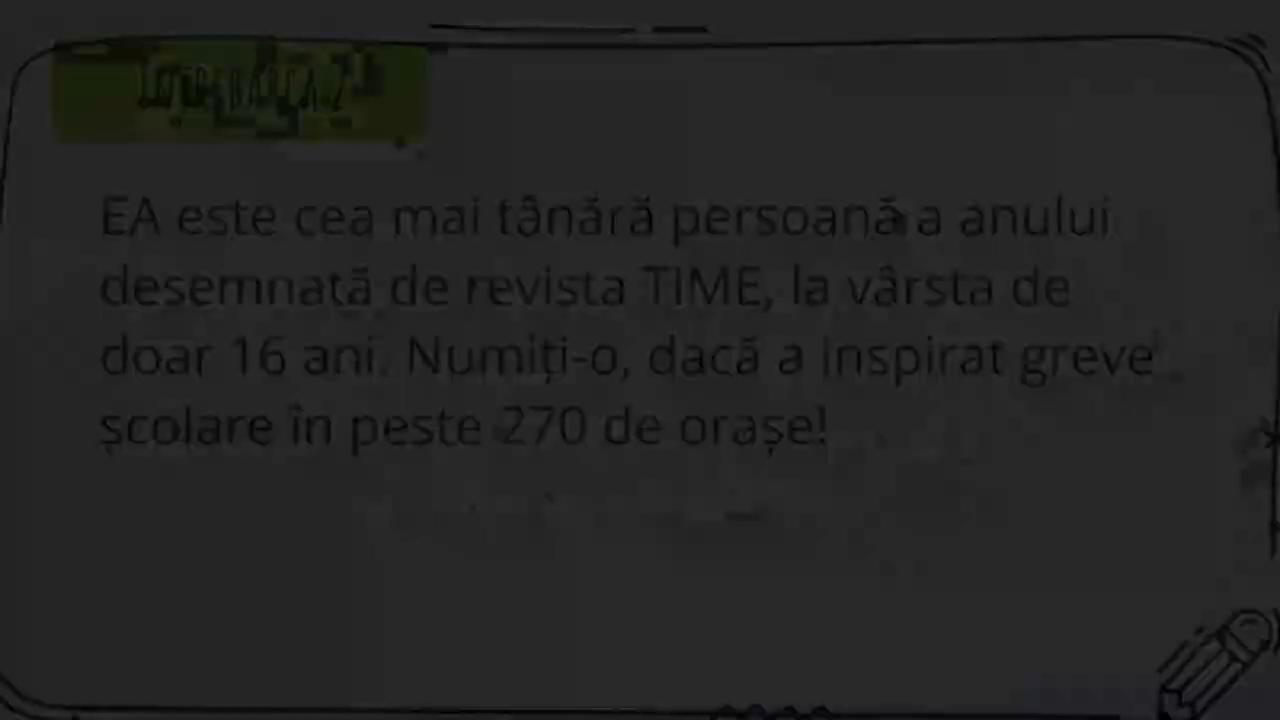 EA este cea mai tânără persoană a anului
desemnată de revista TIME, la vârsta de
doar 16 ani. Numiți-o, dacă a inspirat greve
școlare în peste 270 de orașe!